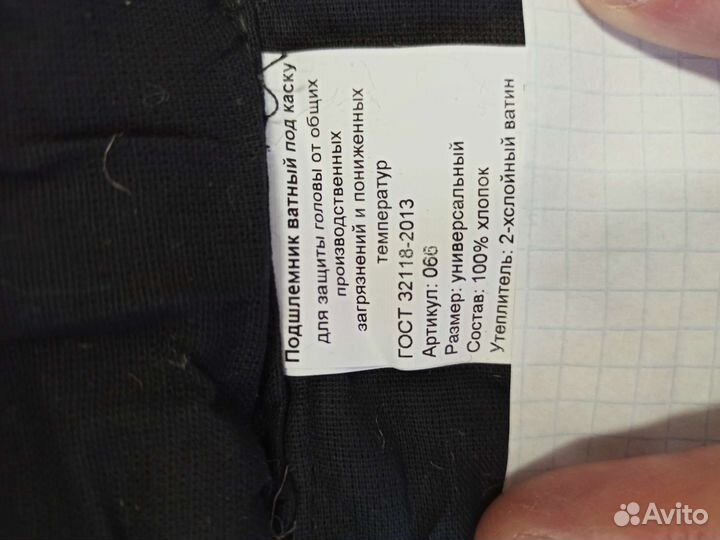 Подшлемник ватный под каску
для защиты головы от общих
производственных
загрязнений и пониженных
температур
ГОСТ 32118-2013
Артикул: 066
Размер: универсальный
Состав: 100% хлопок
Утеплитель: 2-хслойный ватин
Avito